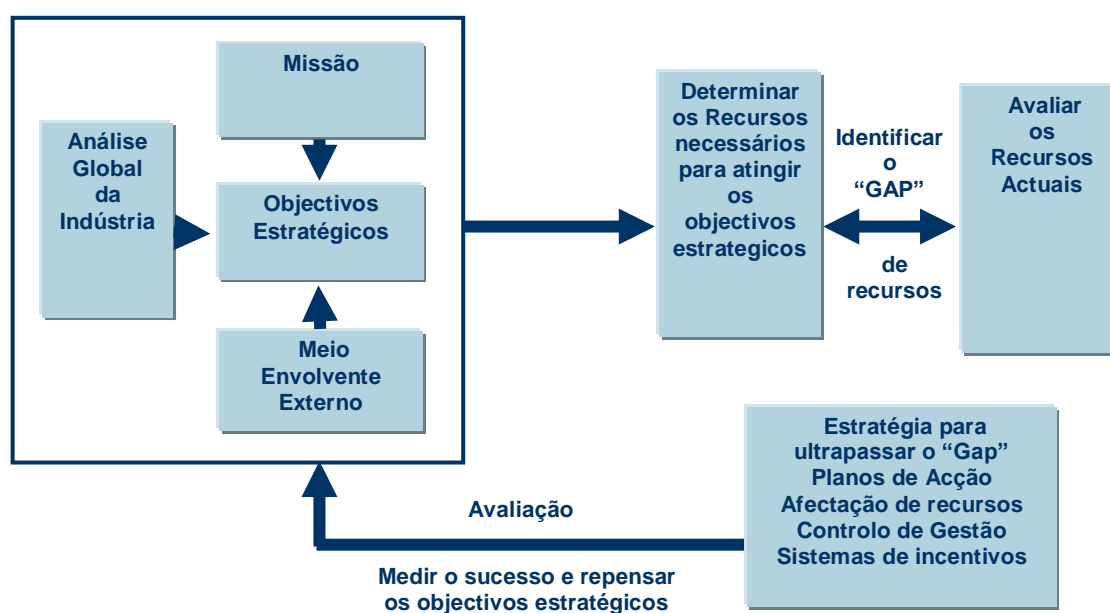 Missão
Análise
Global
da
Indústria
Objectivos
Estratégicos
Meio
Envolvente
Externo
Determinar
os Recursos
necessários
para atingir
os
objectivos
estrategicos
Identificar
o
“GAP”
de
recursos
Avaliar
os
Recursos
Actuais
Estratégia para
ultrapassar o “Gap”
Planos de Acção
Afectação de recursos
Controlo de Gestão
Sistemas de incentivos
Avaliação
Medir o sucesso e repensar
os objectivos estratégicos